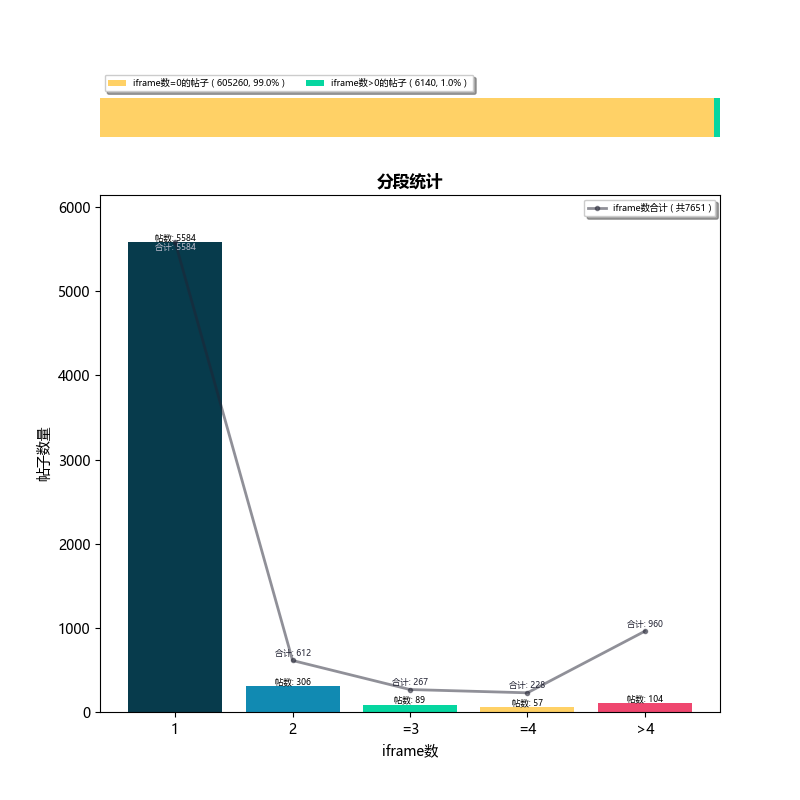 iframe数=0的帖子 ( 605260, 99.0% ) iframe数>0的帖子 ( 6140, 1.0% )
分段统计
iframe数合计 ( 共7651 )
6000
5000
4000
3000
2000
1000
0
帖子数量
帖数: 5584
合计: 5584
合计: 612
帖数: 306
合计: 267
帖数: 89
合计: 228
帖数: 57
合计: 960
帖数: 104
1 2 =3 =4 >4
iframe数